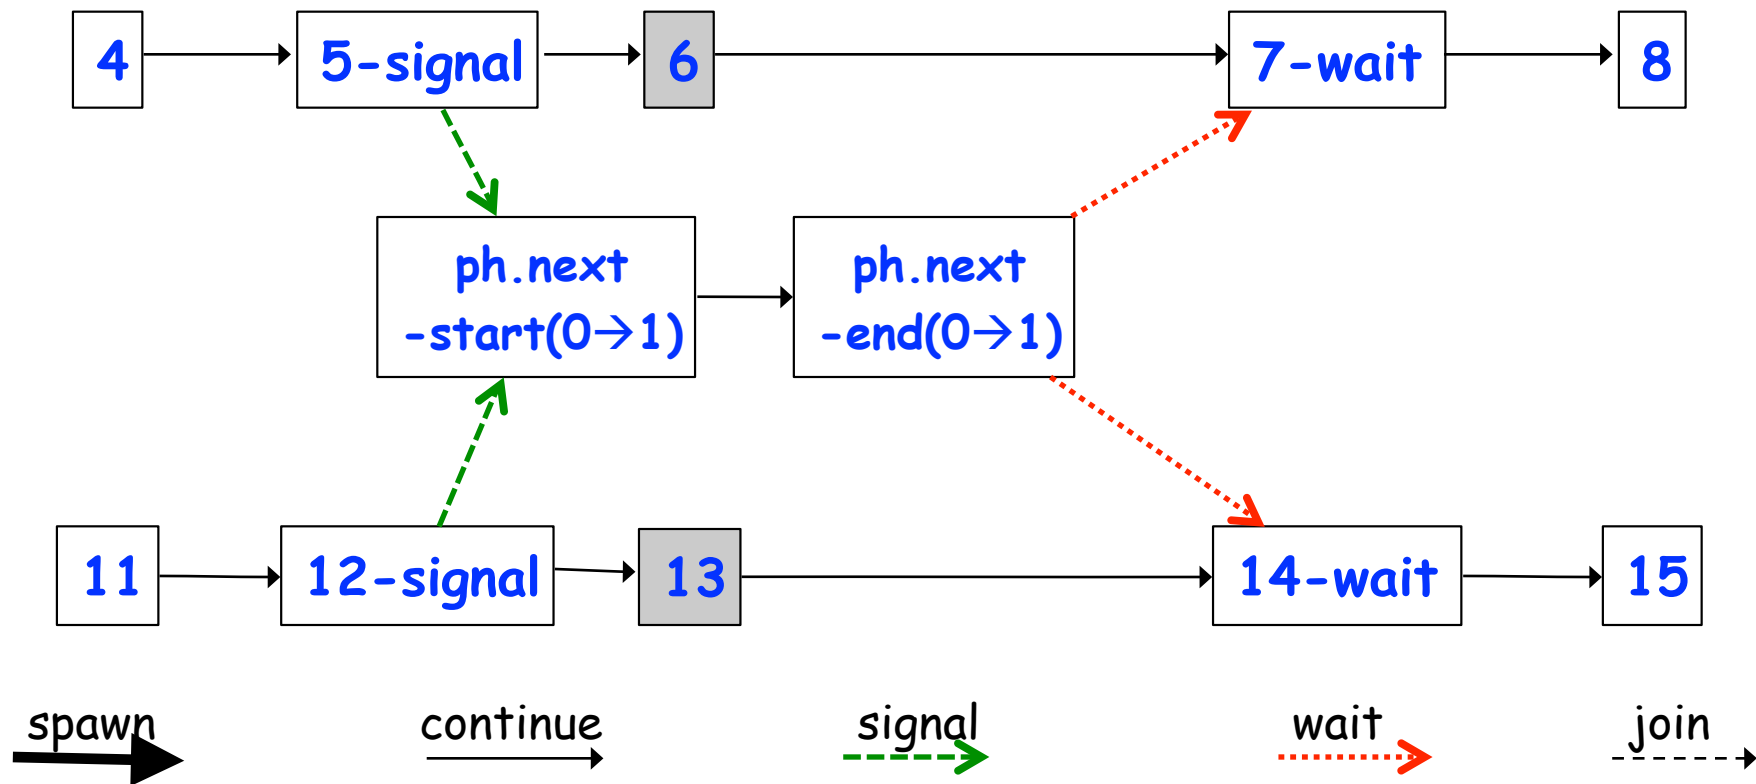 4
5-signal
6
7-wait
8
ph.next
-start(0→1)
ph.next
-end(0→1)
11
12-signal
13
14-wait
15
spawn
continue
signal
wait
join